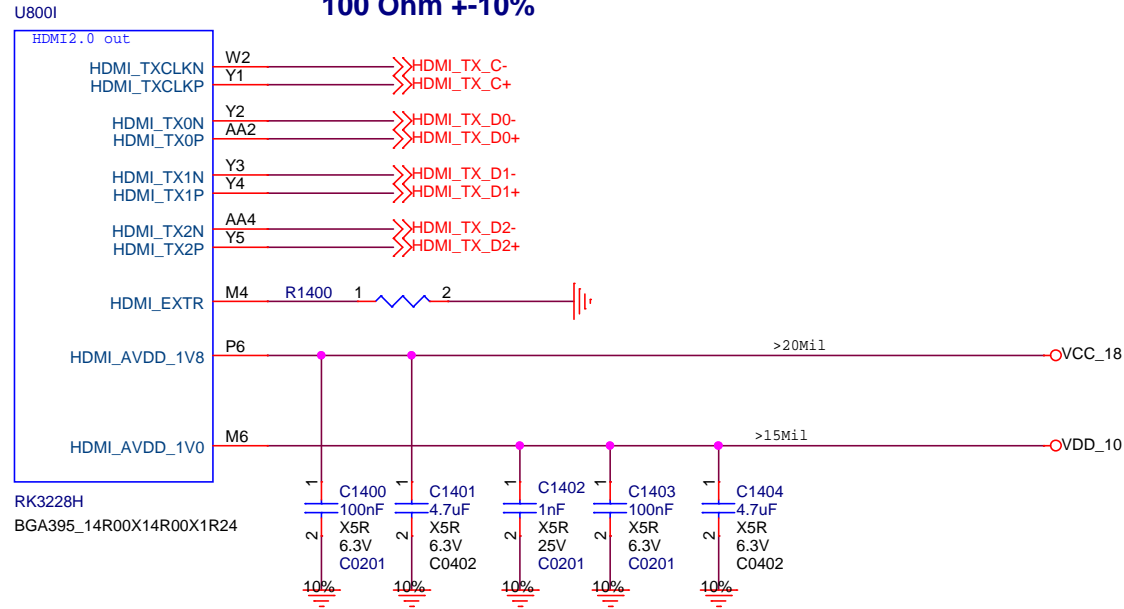 100 Ohm +-10%
U800I
HDMI2.0 out
HDMI_TXCLKN W2 HDMI_TX_C-
HDMI_TXCLKP Y1 HDMI_TX_C+
HDMI_TX0N Y2 HDMI_TX_D0-
HDMI_TX0P AA2 HDMI_TX_D0+
HDMI_TX1N Y3 HDMI_TX_D1-
HDMI_TX1P Y4 HDMI_TX_D1+
HDMI_TX2N AA4 HDMI_TX_D2-
HDMI_TX2P Y5 HDMI_TX_D2+
HDMI_EXTR M4 R1400 1 2
HDMI_AVDD_1V8 P6 >20Mil VCC_18
HDMI_AVDD_1V0 M6 >15Mil VDD_10
RK3228H
BGA395_14R00X14R00X1R24
1 C1400
100nF
X5R
2 6.3V
C0201
10%
1 C1401
4.7uF
X5R
2 6.3V
C0402
10%
1 C1402
1nF
X5R
2 25V
C0201
1 C1403
100nF
X5R
2 6.3V
C0201
10%
1 C1404
4.7uF
X5R
2 6.3V
C0402
10%